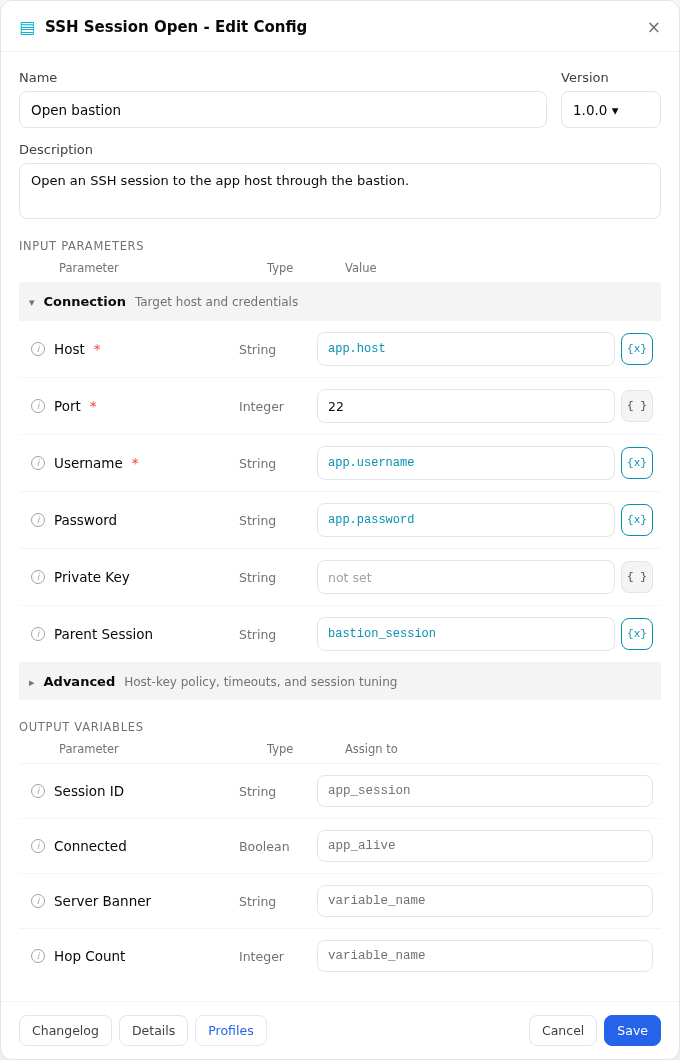 SSH Session Open - Edit Config ×
Name Version
Open bastion 1.0.0 ▾
Description
Open an SSH session to the app host through the bastion.
INPUT PARAMETERS
Parameter Type Value
▾ Connection Target host and credentials
i Host * String app.host {x}
i Port * Integer 22 { }
i Username * String app.username {x}
i Password String app.password {x}
i Private Key String not set { }
i Parent Session String bastion_session {x}
▸ Advanced Host-key policy, timeouts, and session tuning
OUTPUT VARIABLES
Parameter Type Assign to
i Session ID String app_session
i Connected Boolean app_alive
i Server Banner String variable_name
i Hop Count Integer variable_name
Changelog Details Profiles Cancel Save